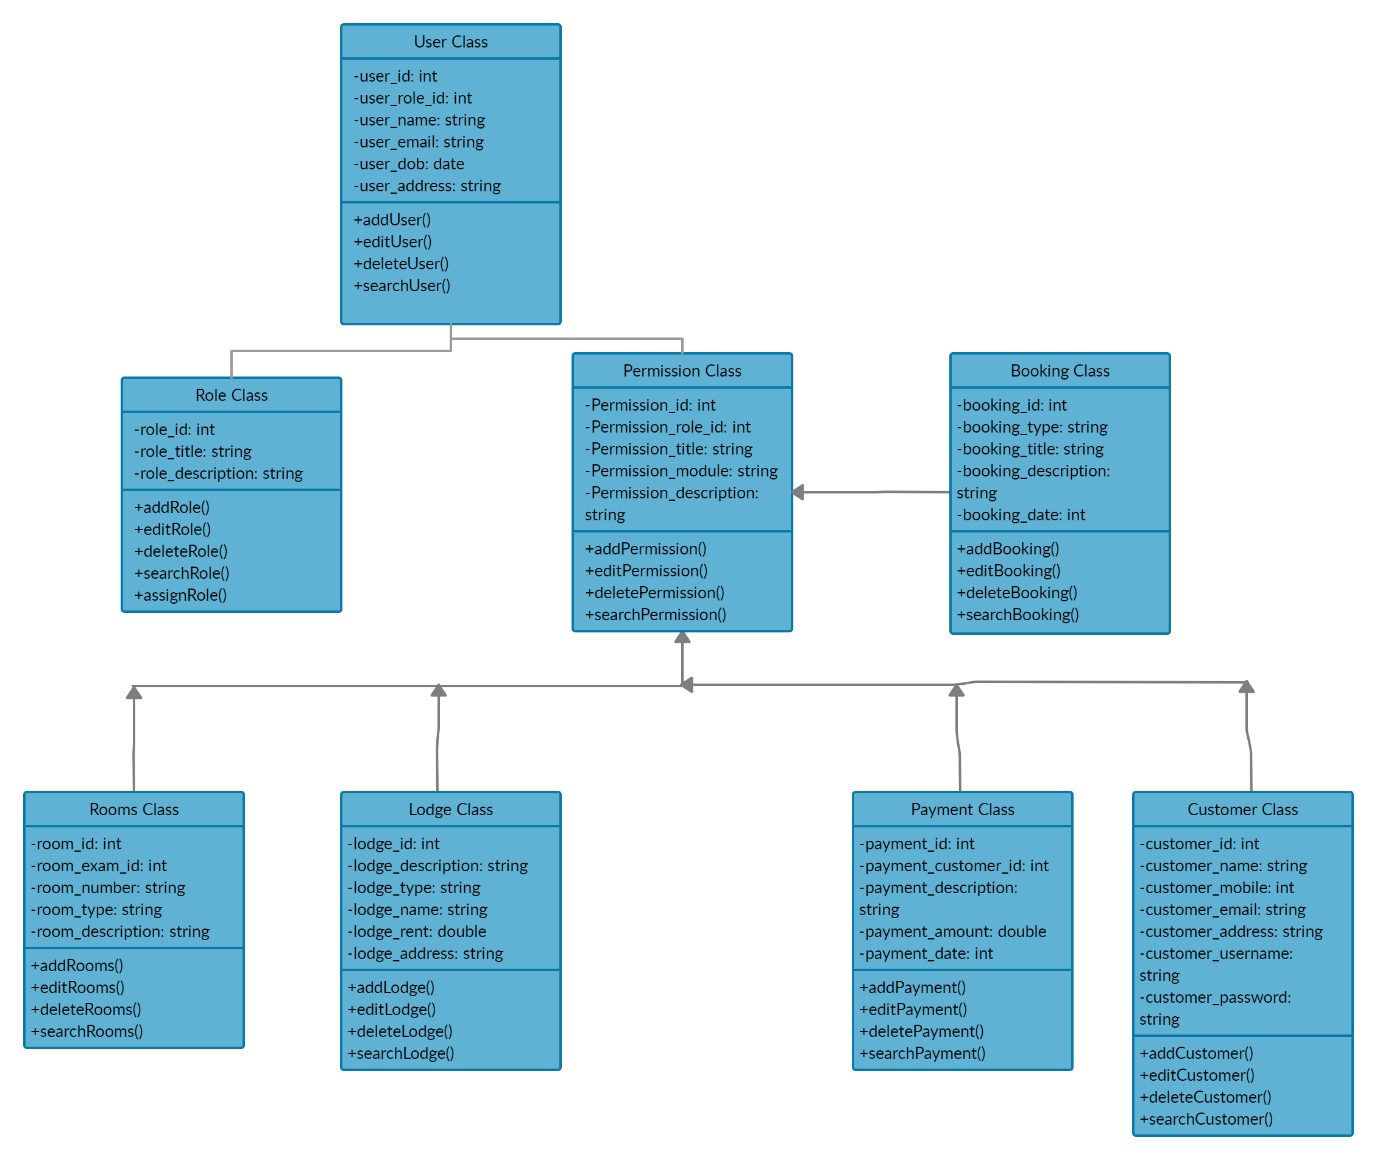 User Class
-user_id: int
-user_role_id: int
-user_name: string
-user_email: string
-user_dob: date
-user_address: string
+addUser()
+editUser()
+deleteUser()
+searchUser()
Role Class
-role_id: int
-role_title: string
-role_description: string
+addRole()
+editRole()
+deleteRole()
+searchRole()
+assignRole()
Permission Class
-Permission_id: int
-Permission_role_id: int
-Permission_title: string
-Permission_module: string
-Permission_description:
string
+addPermission()
+editPermission()
+deletePermission()
+searchPermission()
Booking Class
-booking_id: int
-booking_type: string
-booking_title: string
-booking_description:
string
-booking_date: int
+addBooking()
+editBooking()
+deleteBooking()
+searchBooking()
Rooms Class
-room_id: int
-room_exam_id: int
-room_number: string
-room_type: string
-room_description: string
+addRooms()
+editRooms()
+deleteRooms()
+searchRooms()
Lodge Class
-lodge_id: int
-lodge_description: string
-lodge_type: string
-lodge_name: string
-lodge_rent: double
-lodge_address: string
+addLodge()
+editLodge()
+deleteLodge()
+searchLodge()
Payment Class
-payment_id: int
-payment_customer_id: int
-payment_description:
string
-payment_amount: double
-payment_date: int
+addPayment()
+editPayment()
+deletePayment()
+searchPayment()
Customer Class
-customer_id: int
-customer_name: string
-customer_mobile: int
-customer_email: string
-customer_address: string
-customer_username:
string
-customer_password:
string
+addCustomer()
+editCustomer()
+deleteCustomer()
+searchCustomer()